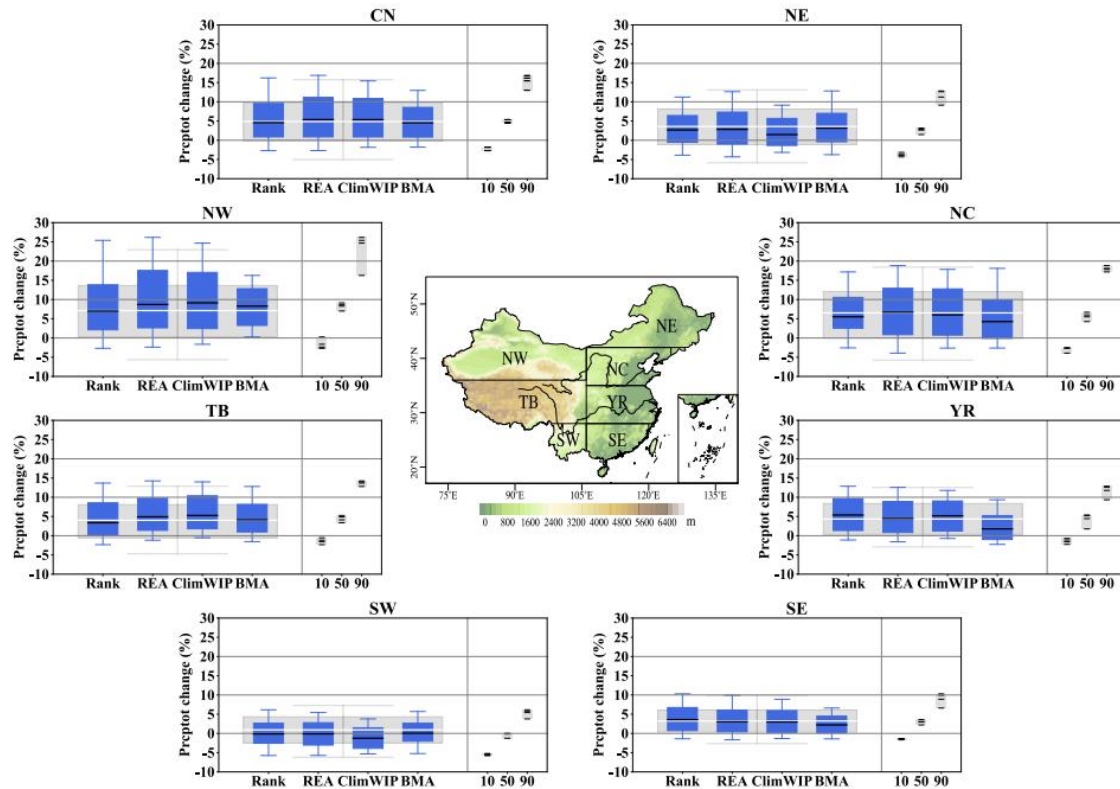 CN
Prcptot change (%)
30
25
20
15
10
5
0
-5
-10
Rank REA ClimWIP BMA 10 50 90
NE
Prcptot change (%)
30
25
20
15
10
5
0
-5
-10
Rank REA ClimWIP BMA 10 50 90
NW
Prcptot change (%)
30
25
20
15
10
5
0
-5
-10
Rank REA ClimWIP BMA 10 50 90
50°N
40°N
30°N
20°N
NE
NW
NC
TB
YR
SW
SE
75°E 90°E 105°E 120°E 135°E
0 800 1600 2400 3200 4000 4800 5600 6400 m
NC
Prcptot change (%)
30
25
20
15
10
5
0
-5
-10
Rank REA ClimWIP BMA 10 50 90
TB
Prcptot change (%)
30
25
20
15
10
5
0
-5
-10
Rank REA ClimWIP BMA 10 50 90
YR
Prcptot change (%)
30
25
20
15
10
5
0
-5
-10
Rank REA ClimWIP BMA 10 50 90
SW
Prcptot change (%)
30
25
20
15
10
5
0
-5
-10
Rank REA ClimWIP BMA 10 50 90
SE
Prcptot change (%)
30
25
20
15
10
5
0
-5
-10
Rank REA ClimWIP BMA 10 50 90